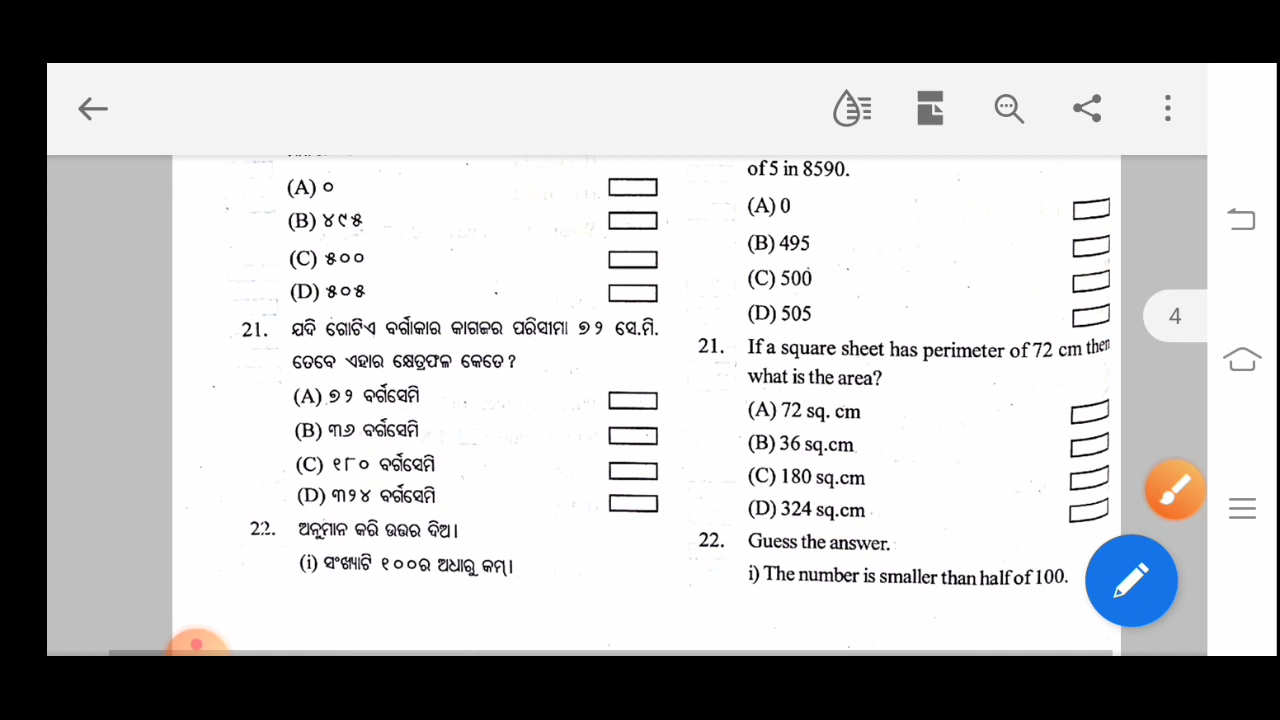 (A) ୦
(B) ୪୯୫
(C) ୫୦୦
(D) ୫୦୫
21. ଯଦି ଗୋଟିଏ ବର୍ଗାକାର କାଗଜର ପରିସୀମା ୭୨ ସେ.ମି.
ତେବେ ଏହାର କ୍ଷେତ୍ରଫଳ କେତେ ?
(A) ୭୨ ବର୍ଗସେମି
(B) ୩୬ ବର୍ଗସେମି
(C) ୧୮୦ ବର୍ଗସେମି
(D) ୩୨୪ ବର୍ଗସେମି
22. ଅନୁମାନ କରି ଉତ୍ତର ଦିଅ।
(i) ସଂଖ୍ୟାଟି ୧୦୦ର ଅଧାରୁ କମ୍।
of 5 in 8590.
(A) 0
(B) 495
(C) 500
(D) 505
21. If a square sheet has perimeter of 72 cm then
what is the area?
(A) 72 sq. cm
(B) 36 sq.cm
(C) 180 sq.cm
(D) 324 sq.cm
22. Guess the answer.
i) The number is smaller than half of 100.
4